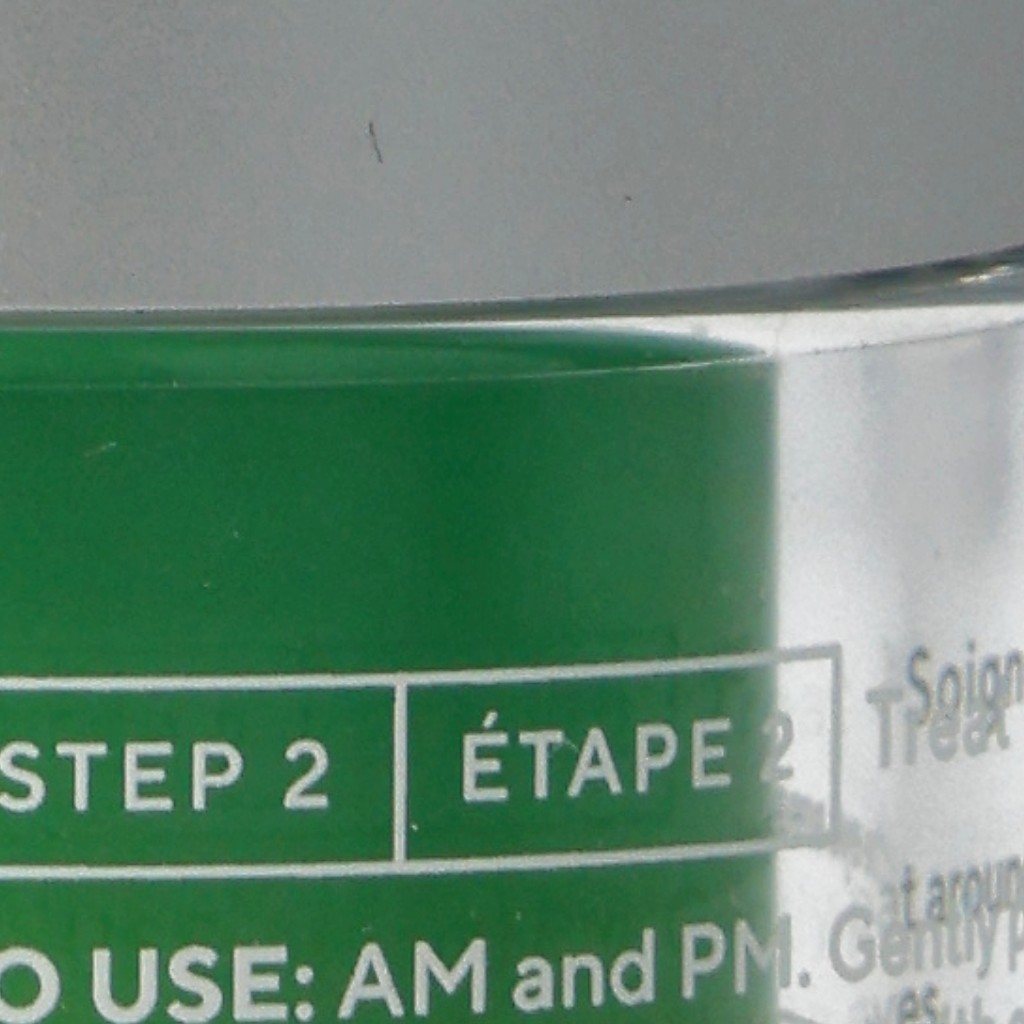 STEP 2 ÉTAPE 2
Soign
Treat
O USE: AM and PM. Gently p